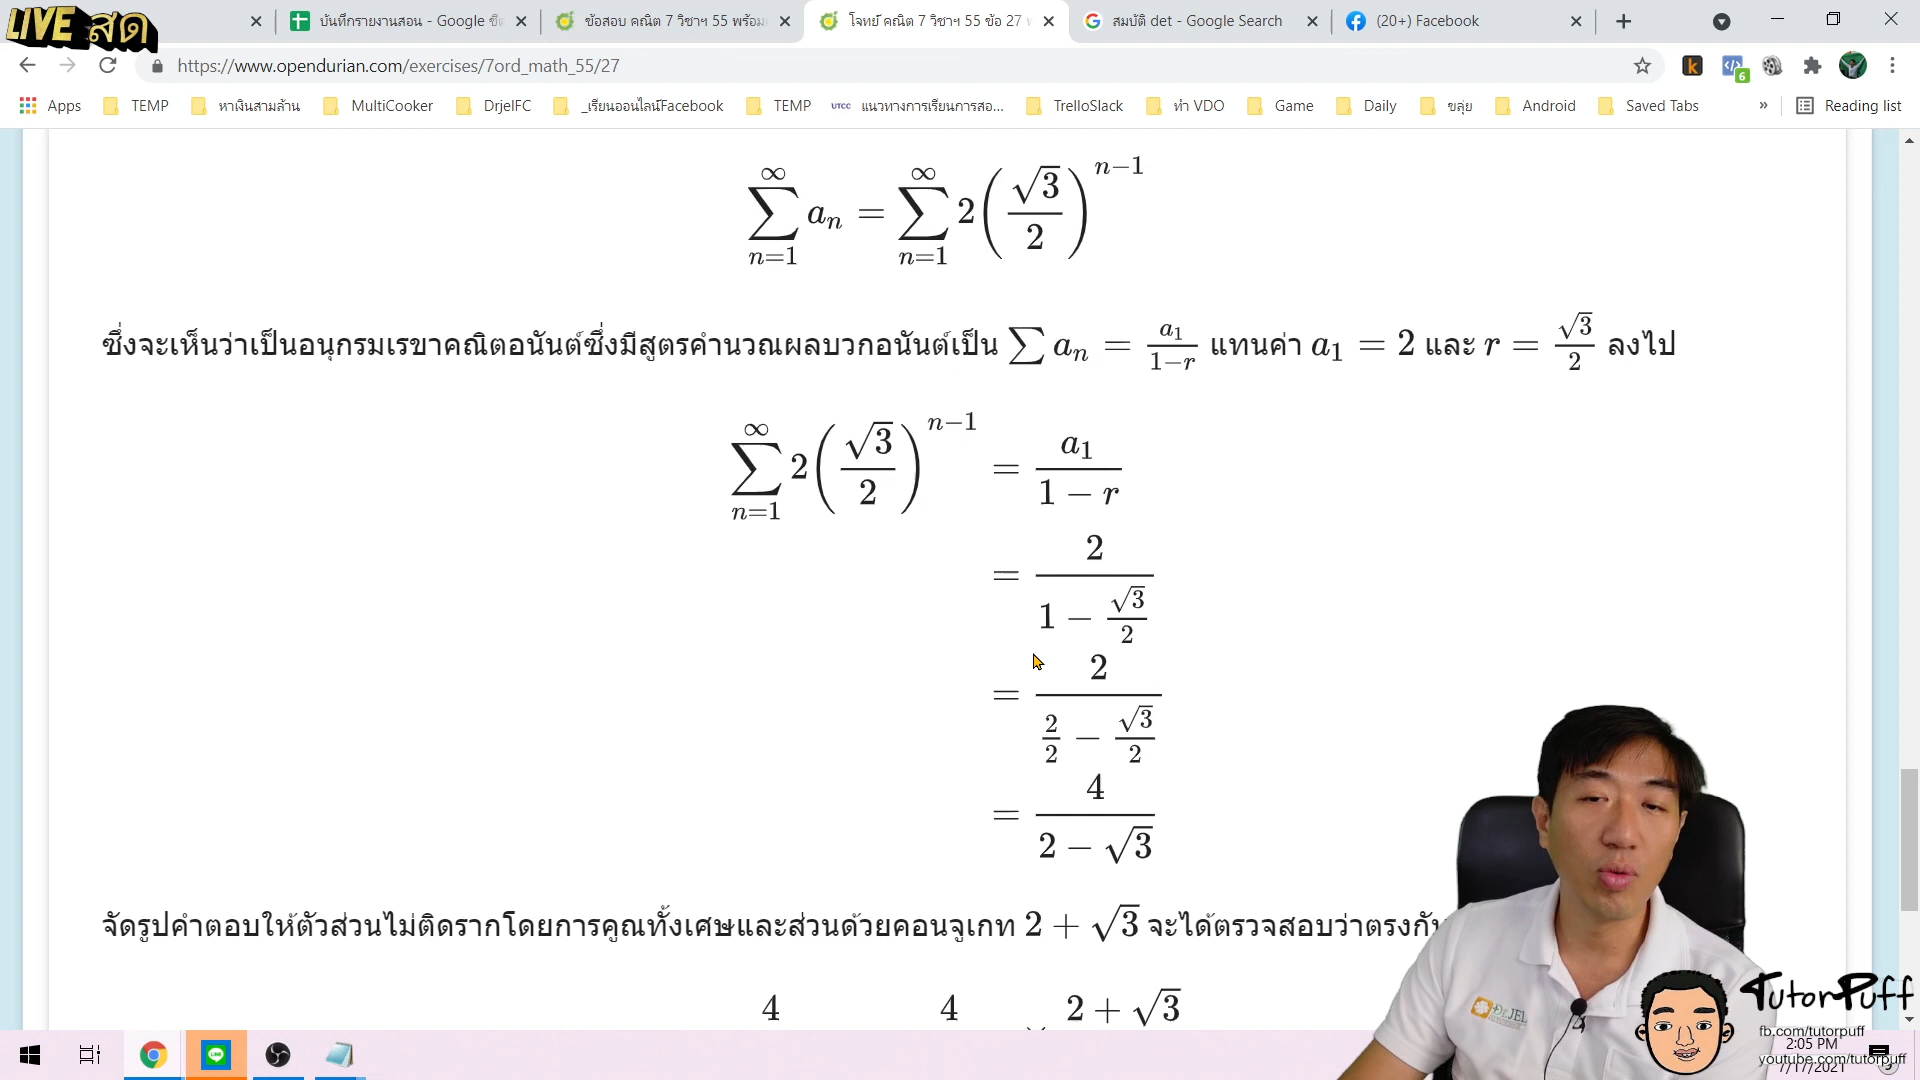 LIVE สด
บันทึกรายงานสอน - Google ชีต
ข้อสอบ คณิต 7 วิชาฯ 55 พร้อมเ
โจทย์ คณิต 7 วิชาฯ 55 ข้อ 27 พ
สมบัติ det - Google Search
(20+) Facebook
https://www.opendurian.com/exercises/7ord_math_55/27
6
Apps TEMP หาเงินสามล้าน MultiCooker DrjelFC _เรียนออนไลน์Facebook TEMP UTCC แนวทางการเรียนการสอ... TrelloSlack ทำ VDO Game Daily ขลุ่ย Android Saved Tabs » Reading list
∑_{n=1}^{∞} aₙ = ∑_{n=1}^{∞} 2(√3/2)^{n−1}
ซึ่งจะเห็นว่าเป็นอนุกรมเรขาคณิตอนันต์ซึ่งมีสูตรคำนวณผลบวกอนันต์เป็น ∑ aₙ = a₁/(1−r) แทนค่า a₁ = 2 และ r = √3/2 ลงไป
∑_{n=1}^{∞} 2(√3/2)^{n−1} = a₁/(1 − r)
= 2/(1 − √3/2)
= 2/(2/2 − √3/2)
= 4/(2 − √3)
จัดรูปคำตอบให้ตัวส่วนไม่ติดรากโดยการคูณทั้งเศษและส่วนด้วยคอนจูเกท 2 + √3 จะได้ตรวจสอบว่าตรงกับ
4 4 2 + √3
Dr.JEL
TutorPuff
fb.com/tutorpuff
2:05 PM
youtube.com/tutorpuff
7/17/2021